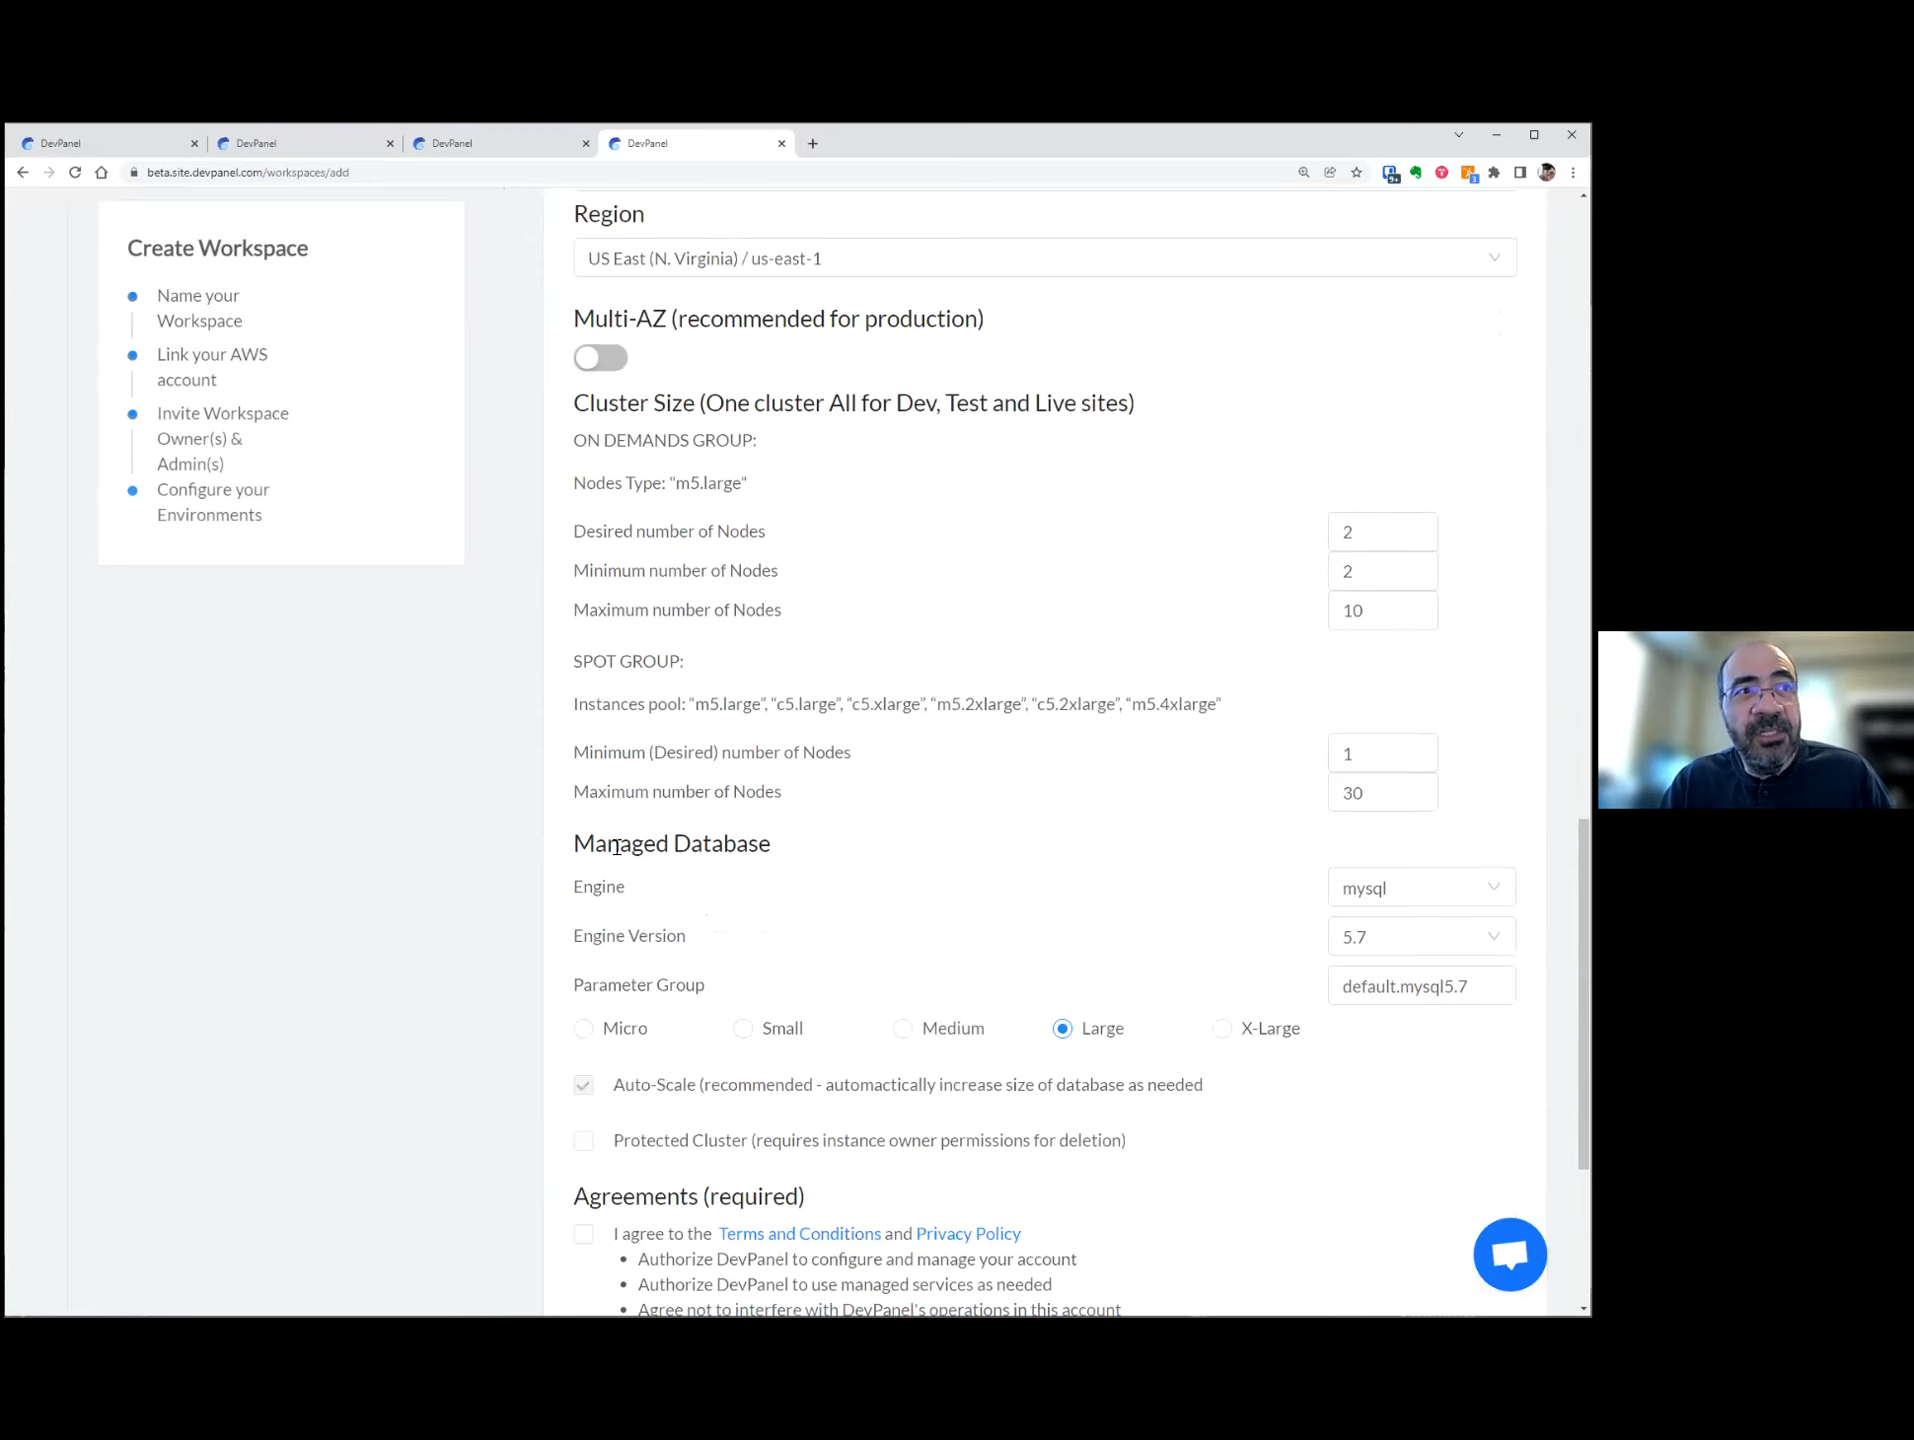 DevPanel
DevPanel
DevPanel
DevPanel
beta.site.devpanel.com/workspaces/add
9+
3
Create Workspace
Name your
Workspace
Link your AWS
account
Invite Workspace
Owner(s) &
Admin(s)
Configure your
Environments
Region
US East (N. Virginia) / us-east-1
Multi-AZ (recommended for production)
Cluster Size (One cluster All for Dev, Test and Live sites)
ON DEMANDS GROUP:
Nodes Type: "m5.large"
Desired number of Nodes
2
Minimum number of Nodes
2
Maximum number of Nodes
10
SPOT GROUP:
Instances pool: “m5.large”, “c5.large”, “c5.xlarge”, “m5.2xlarge”, “c5.2xlarge”, “m5.4xlarge”
Minimum (Desired) number of Nodes
1
Maximum number of Nodes
30
Managed Database
Engine
mysql
Engine Version
5.7
Parameter Group
default.mysql5.7
Micro
Small
Medium
Large
X-Large
Auto-Scale (recommended - automactically increase size of database as needed
Protected Cluster (requires instance owner permissions for deletion)
Agreements (required)
I agree to the Terms and Conditions and Privacy Policy
• Authorize DevPanel to configure and manage your account
• Authorize DevPanel to use managed services as needed
• Agree not to interfere with DevPanel's operations in this account